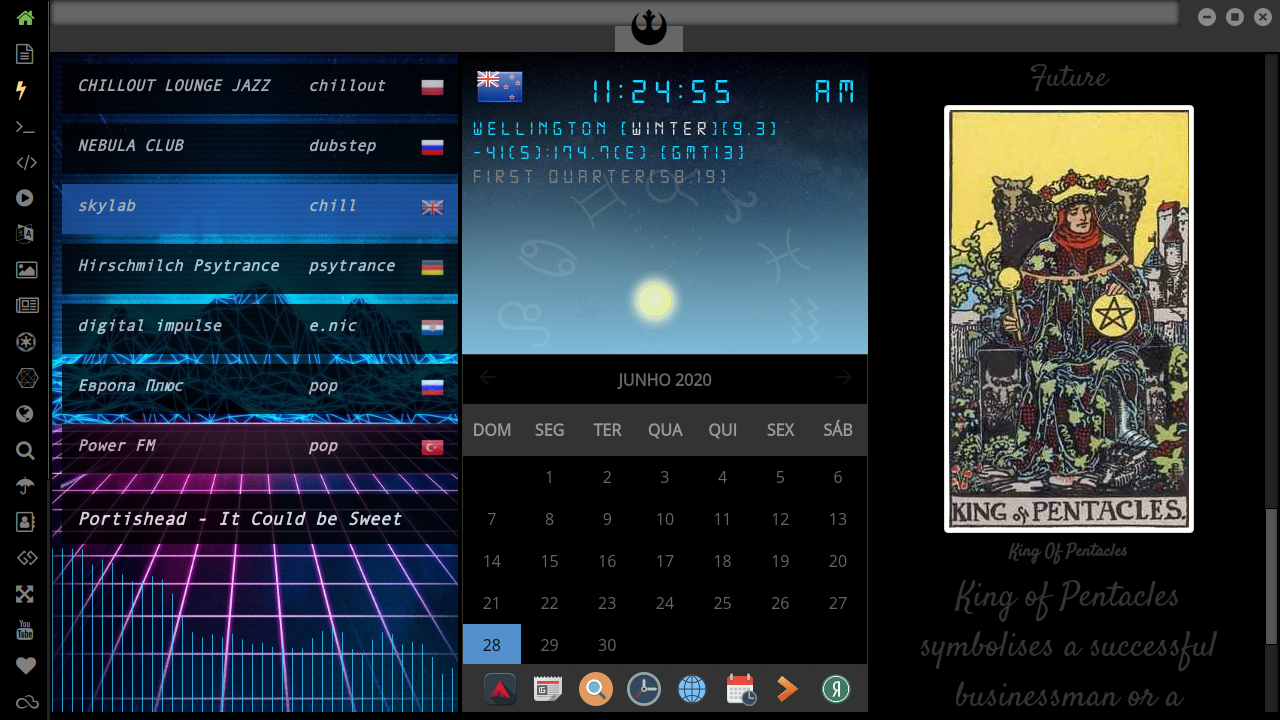 CHILLOUT LOUNGE JAZZ chillout
NEBULA CLUB dubstep
skylab chill
Hirschmilch Psytrance psytrance
digital impulse e.nic
Европа Плюс pop
Power FM pop
Portishead - It Could be Sweet
11:24:55 AM
WELLINGTON [WINTER][9.3]
-41(S):174.7(E) [GMT13]
FIRST QUARTER[58.19]
JUNHO 2020
DOM SEG TER QUA QUI SEX SÁB
1 2 3 4 5 6
7 8 9 10 11 12 13
14 15 16 17 18 19 20
21 22 23 24 25 26 27
28 29 30
Future
KING of PENTACLES.
King Of Pentacles
King of Pentacles
symbolises a successful
businessman or a
You
Tube
Я